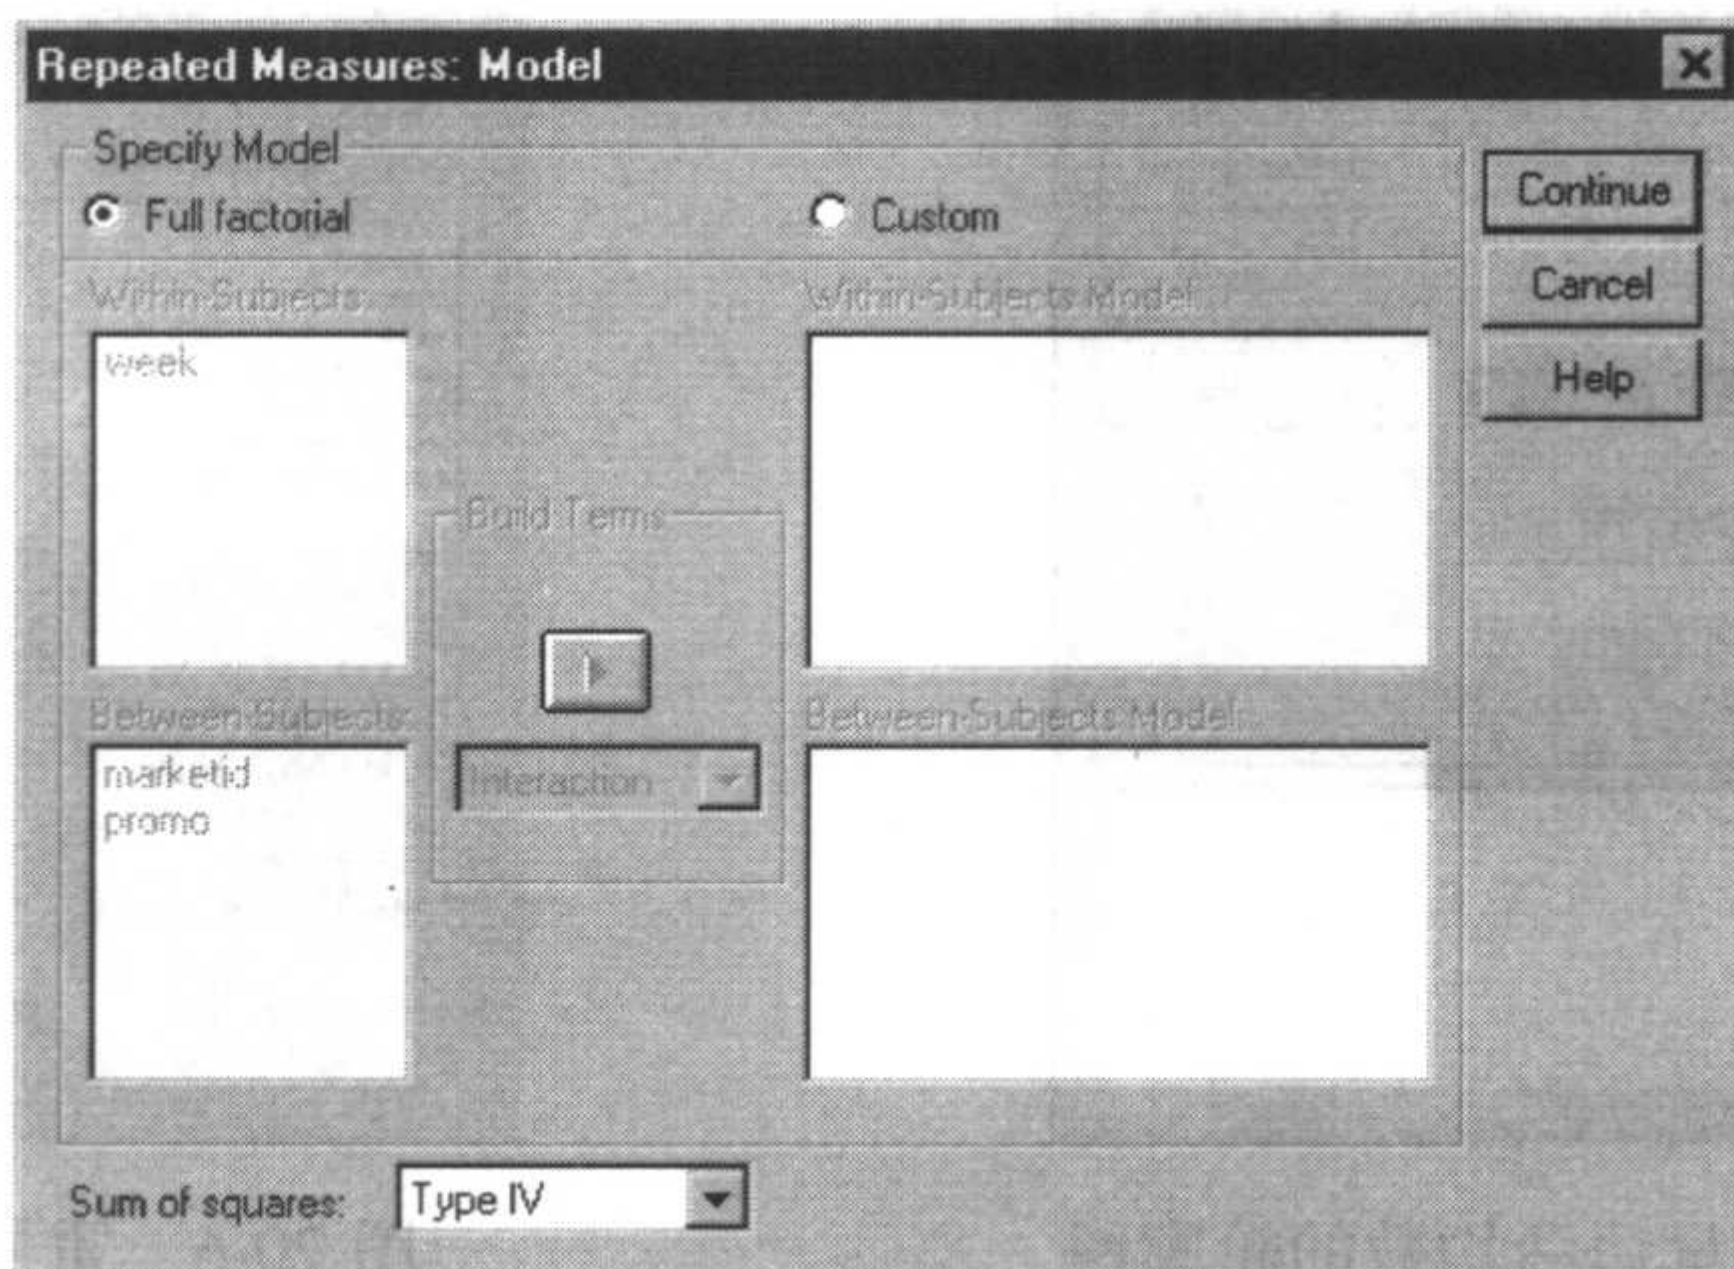 Repeated Measures: Model
Specify Model
Full factorial
Custom
Continue
Cancel
Help
Within-Subjects:
Within-Subjects Model:
week
Build Terms
Between-Subjects:
Between-Subjects Model:
marketid
promo
Interaction
Sum of squares:
Type IV